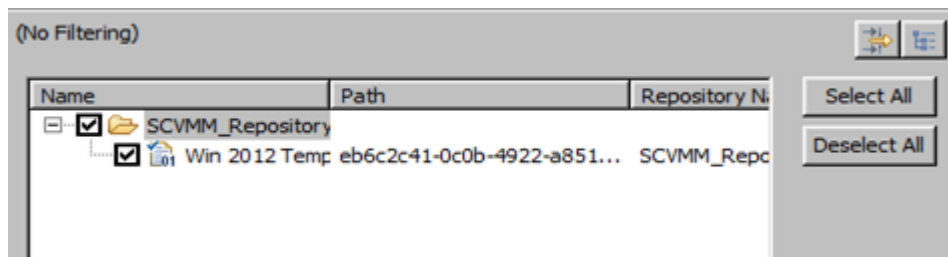 (No Filtering)
Name Path Repository Na
SCVMM_Repository
Win 2012 Temp eb6c2c41-0c0b-4922-a851... SCVMM_Repo
Select All
Deselect All